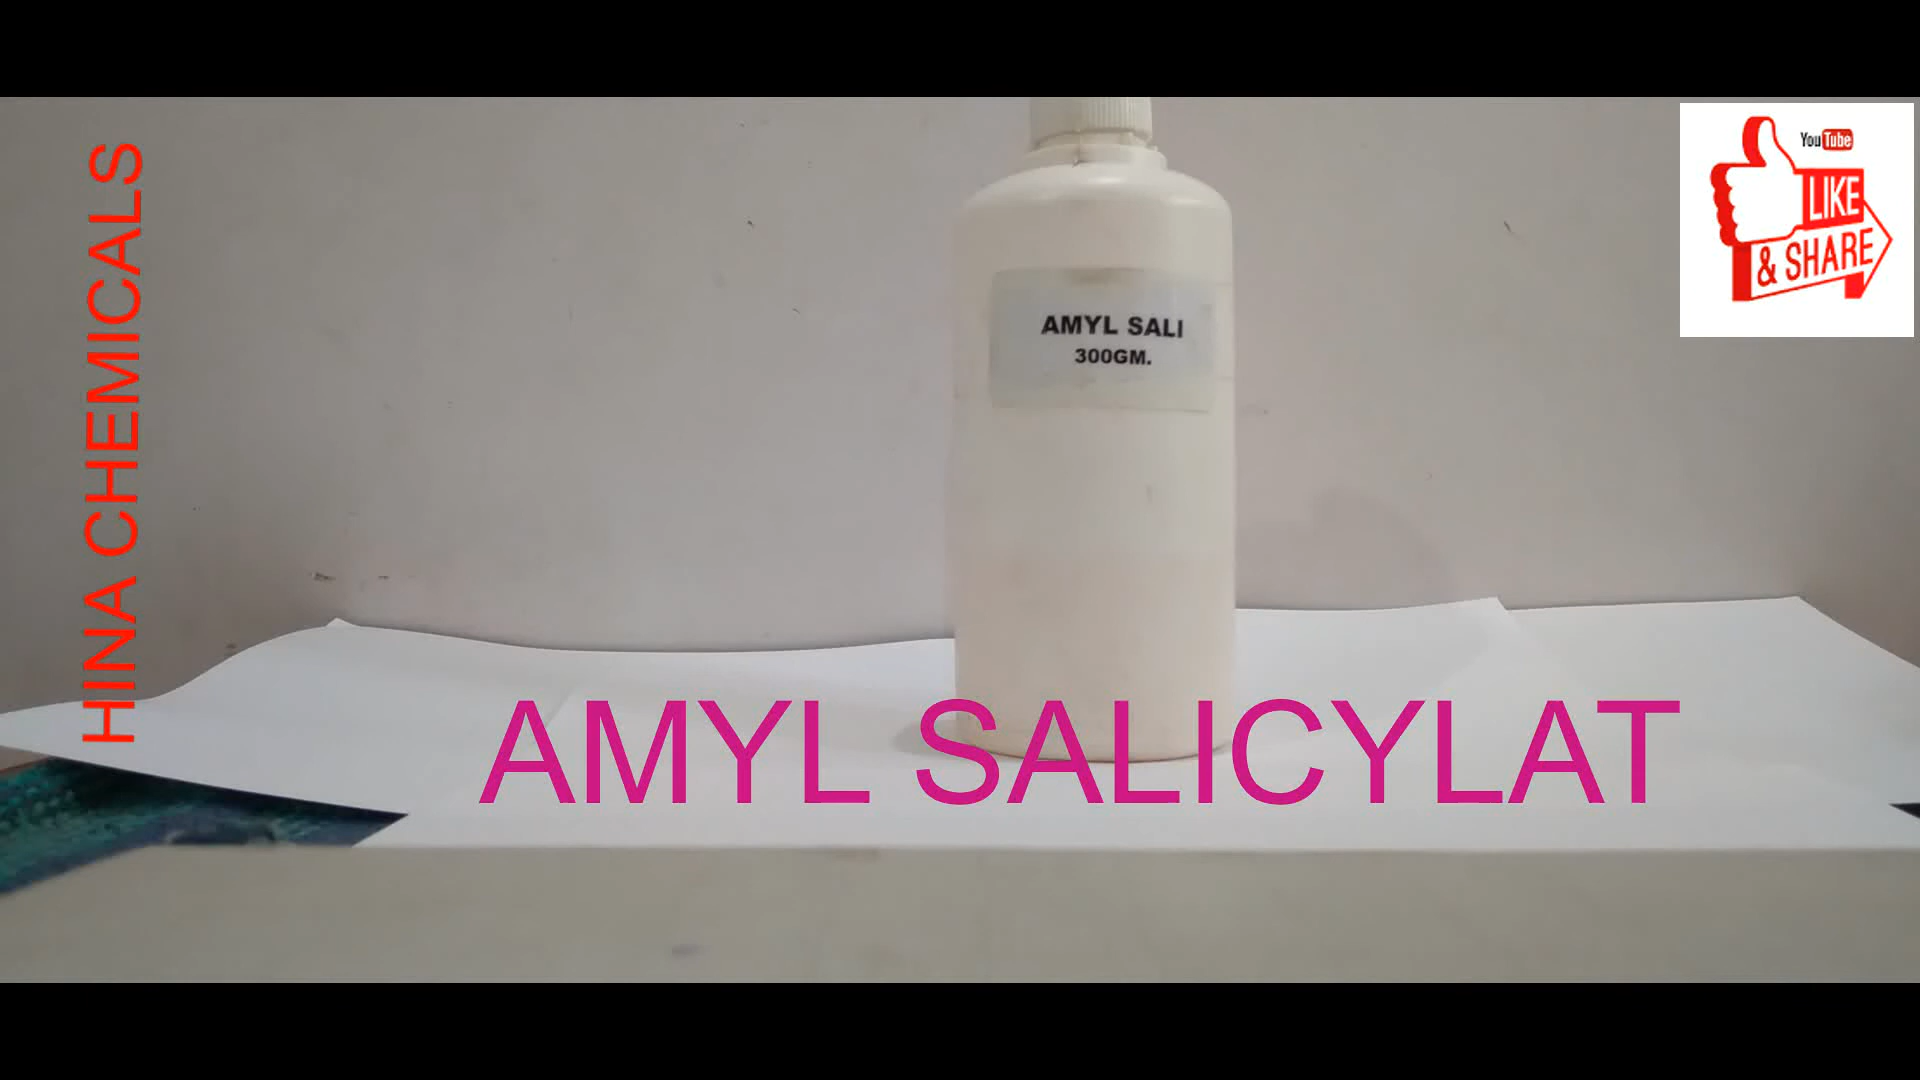 HINA CHEMICALS
YouTube
LIKE
& SHARE
AMYL SALI
300GM.
AMYL SALICYLAT